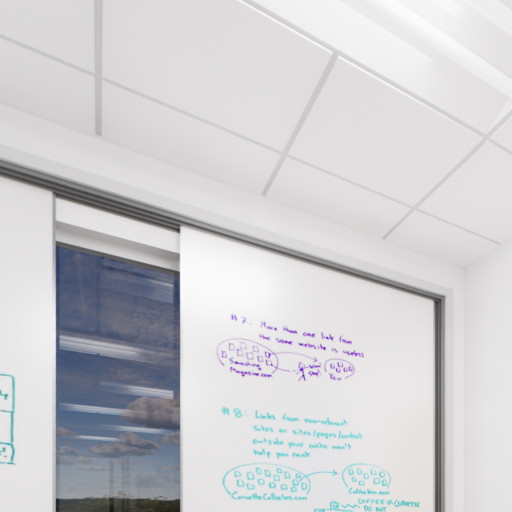 #7: More than one link from
the same website is useless
Smashing
Magazine.com
You
#8: Links from non-relevant
sites or sites/pages/content
outside your niche won't
help you rank
CorvetteCollectors.com
Coffeebin.com
COFFEE & CORVETTE
DO NOT